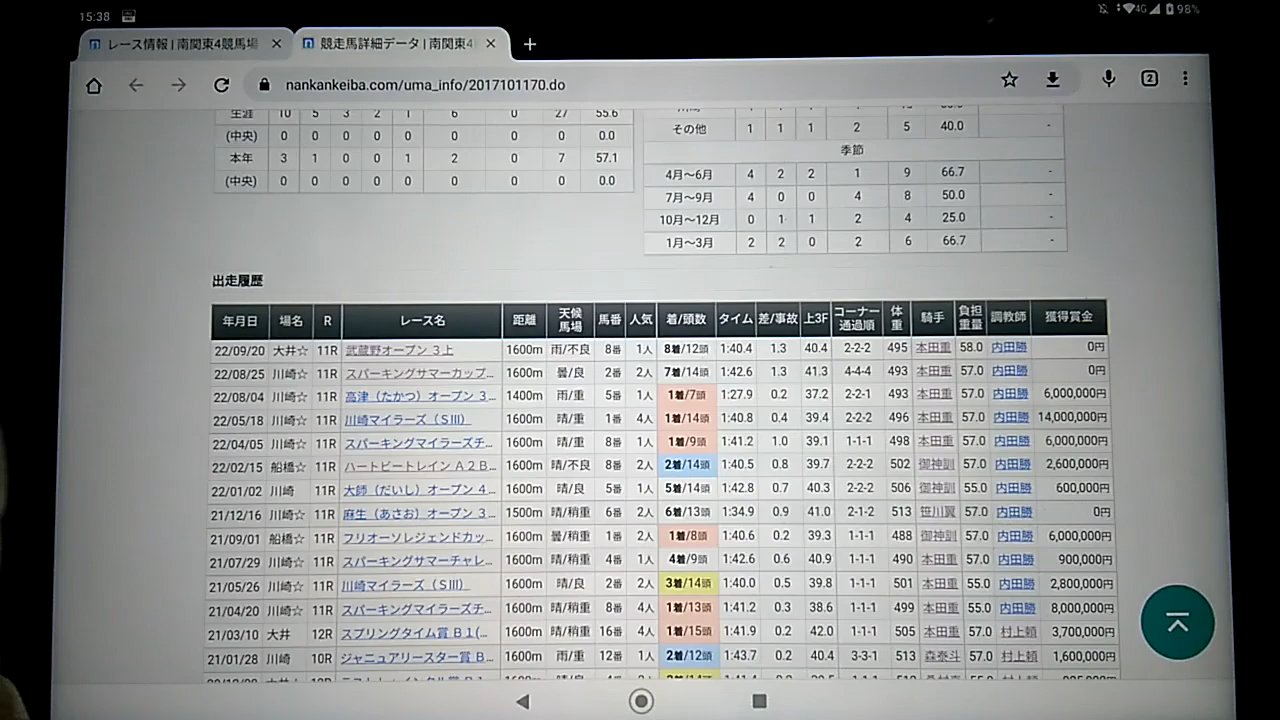 15:38
4G 98%
レース情報 | 南関東4競馬場
競走馬詳細データ | 南関東4
nankankeiba.com/uma_info/2017101170.do
2
生涯 10 5 3 2 1 6 0 27 55.6
(中央) 0 0 0 0 0 0 0 0 0.0
本年 3 1 0 0 1 2 0 7 57.1
(中央) 0 0 0 0 0 0 0 0 0.0
その他 1 1 1 2 5 40.0 -
季節
4月～6月 4 2 2 1 9 66.7 -
7月～9月 4 0 0 4 8 50.0 -
10月～12月 0 1 1 2 4 25.0 -
1月～3月 2 2 0 2 6 66.7 -
出走履歴
年月日 場名 R レース名 距離 天候馬場 馬番 人気 着/頭数 タイム 差/事故 上3F コーナー通過順 体重 騎手 負担重量 調教師 獲得賞金
22/09/20 大井☆ 11R 武蔵野オープン 3上 1600m 雨/不良 8番 1人 8着/12頭 1:40.4 1.3 40.4 2-2-2 495 本田重 58.0 内田勝 0円
22/08/25 川崎☆ 11R スパーキングサマーカップ... 1600m 曇/良 2番 2人 7着/14頭 1:42.6 1.3 41.3 4-4-4 493 本田重 57.0 内田勝 0円
22/08/04 川崎☆ 11R 高津（たかつ）オープン 3... 1400m 雨/重 5番 1人 1着/7頭 1:27.9 0.2 37.2 2-2-1 493 本田重 57.0 内田勝 6,000,000円
22/05/18 川崎☆ 11R 川崎マイラーズ（SⅢ） 1600m 晴/重 1番 4人 1着/14頭 1:40.8 0.4 39.4 2-2-2 496 本田重 57.0 内田勝 14,000,000円
22/04/05 川崎☆ 11R スパーキングマイラーズチ... 1600m 晴/重 8番 1人 1着/9頭 1:41.2 1.0 39.1 1-1-1 498 本田重 57.0 内田勝 6,000,000円
22/02/15 船橋☆ 11R ハートビートレイン A2B... 1600m 晴/不良 8番 2人 2着/14頭 1:40.5 0.8 39.7 2-2-2 502 御神訓 57.0 内田勝 2,600,000円
22/01/02 川崎 11R 大師（だいし）オープン 4... 1600m 晴/良 5番 1人 5着/14頭 1:42.8 0.7 40.3 2-2-2 506 御神訓 55.0 内田勝 600,000円
21/12/16 川崎☆ 11R 麻生（あさお）オープン 3... 1500m 晴/稍重 6番 2人 6着/13頭 1:34.9 0.9 41.0 2-1-2 513 笹川翼 57.0 内田勝 0円
21/09/01 船橋☆ 11R フリオーソレジェンドカッ... 1600m 曇/稍重 1番 2人 1着/8頭 1:40.6 0.2 39.3 1-1-1 488 御神訓 57.0 内田勝 6,000,000円
21/07/29 川崎☆ 11R スパーキングサマーチャレ... 1600m 晴/稍重 4番 1人 4着/9頭 1:42.6 0.6 40.9 1-1-1 490 本田重 57.0 内田勝 900,000円
21/05/26 川崎☆ 11R 川崎マイラーズ（SⅢ） 1600m 晴/良 2番 2人 3着/14頭 1:40.0 0.5 39.8 1-1-1 501 本田重 55.0 内田勝 2,800,000円
21/04/20 川崎☆ 11R スパーキングマイラーズチ... 1600m 晴/稍重 8番 4人 1着/13頭 1:41.2 0.3 38.6 1-1-1 499 本田重 55.0 内田勝 8,000,000円
21/03/10 大井 12R スプリングタイム賞 B1(... 1600m 晴/稍重 16番 4人 1着/15頭 1:41.9 0.2 42.0 1-1-1 505 本田重 57.0 村上頼 3,700,000円
21/01/28 川崎 10R ジャニュアリースター賞 B... 1600m 雨/重 12番 1人 2着/12頭 1:43.7 0.2 40.4 3-3-1 513 森泰斗 57.0 村上頼 1,600,000円